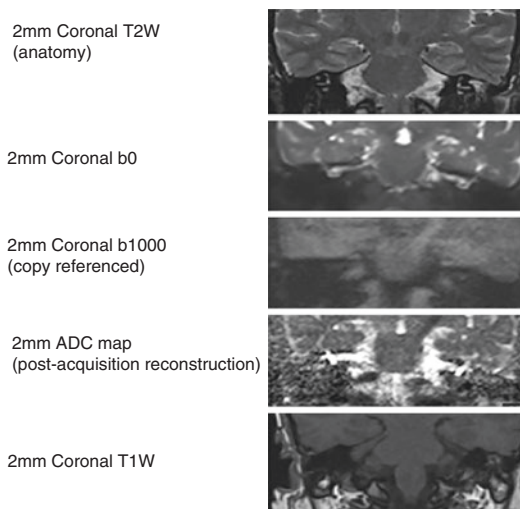 2mm Coronal T2W
(anatomy)
2mm Coronal b0
2mm Coronal b1000
(copy referenced)
2mm ADC map
(post-acquisition reconstruction)
2mm Coronal T1W